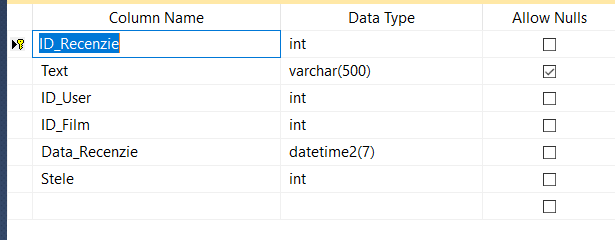 Column Name Data Type Allow Nulls
ID_Recenzie int
Text varchar(500)
ID_User int
ID_Film int
Data_Recenzie datetime2(7)
Stele int